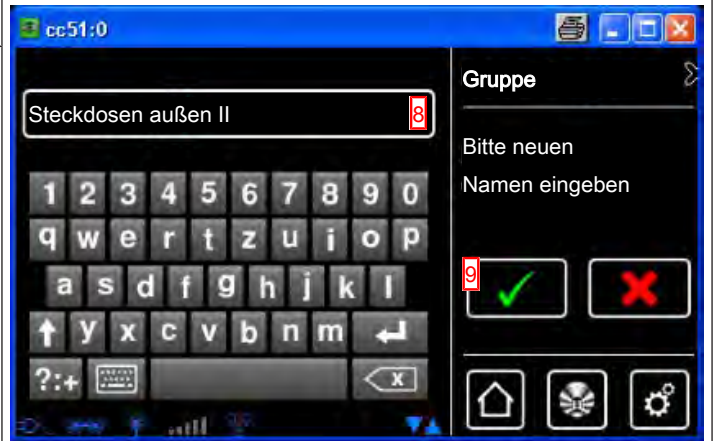 cc51:0
Steckdosen außen II 8
1 2 3 4 5 6 7 8 9 0
q w e r t z u i o p
a s d f g h j k l
y x c v b n m
?:+ x
Gruppe
Bitte neuen
Namen eingeben
9